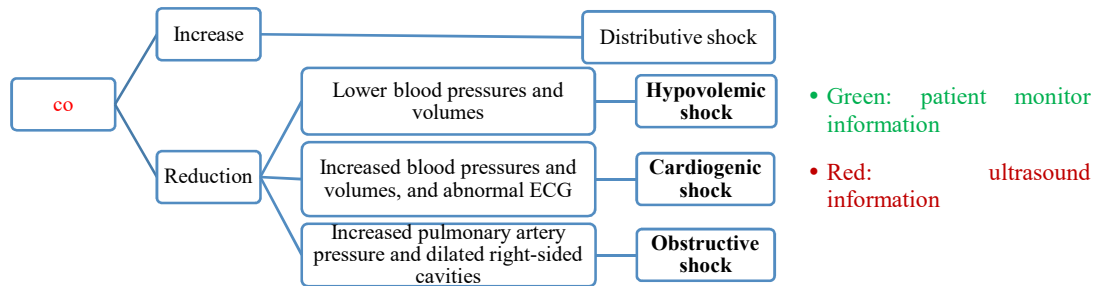 Increase
Distributive shock
co
Reduction
Lower blood pressures and
volumes
Hypovolemic
shock
Increased blood pressures and
volumes, and abnormal ECG
Cardiogenic
shock
Increased pulmonary artery
pressure and dilated right-sided
cavities
Obstructive
shock
• Green: patient monitor
information
• Red: ultrasound
information